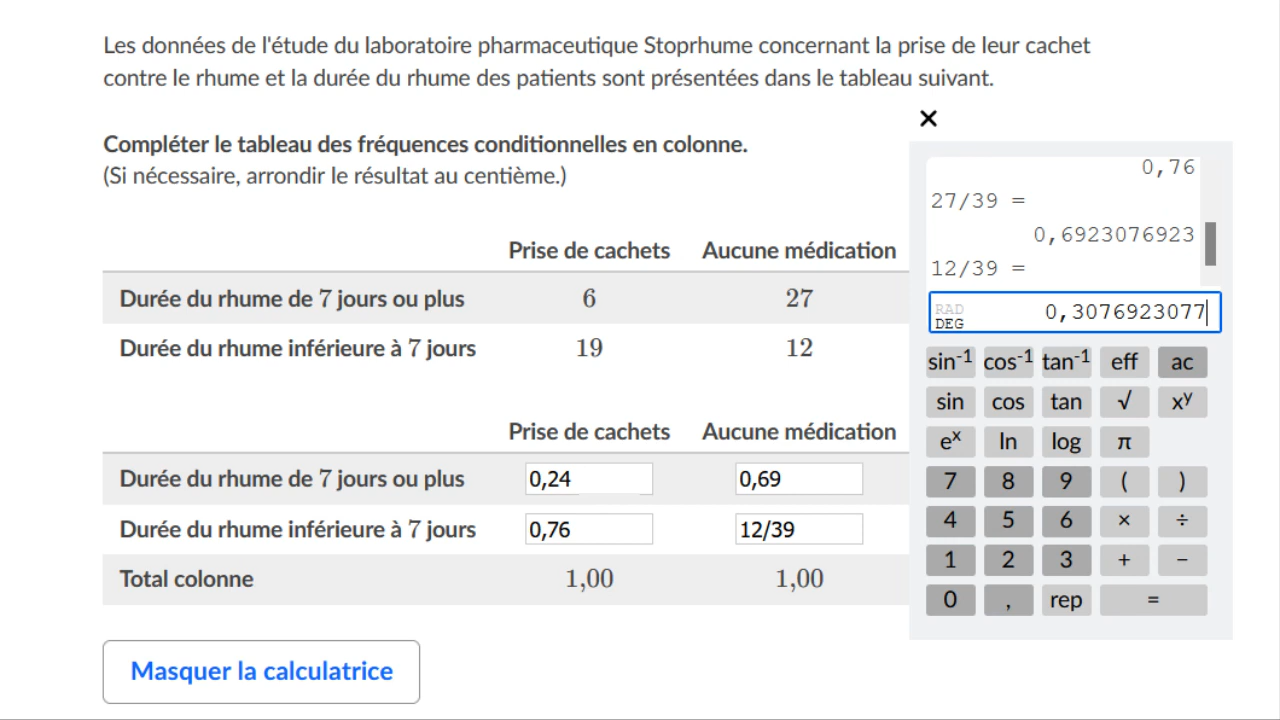 Les données de l'étude du laboratoire pharmaceutique Stoprhume concernant la prise de leur cachet
contre le rhume et la durée du rhume des patients sont présentées dans le tableau suivant.
Compléter le tableau des fréquences conditionnelles en colonne.
(Si nécessaire, arrondir le résultat au centième.)
Prise de cachets Aucune médication
Durée du rhume de 7 jours ou plus 6 27
Durée du rhume inférieure à 7 jours 19 12
Prise de cachets Aucune médication
Durée du rhume de 7 jours ou plus 0,24 0,69
Durée du rhume inférieure à 7 jours 0,76 12/39
Total colonne 1,00 1,00
Masquer la calculatrice
×
0,76
27/39 =
0,6923076923
12/39 =
RAD
DEG 0,3076923077
sin⁻¹ cos⁻¹ tan⁻¹ eff ac
sin cos tan √ xʸ
eˣ ln log π
7 8 9 ( )
4 5 6 × ÷
1 2 3 + −
0 , rep =